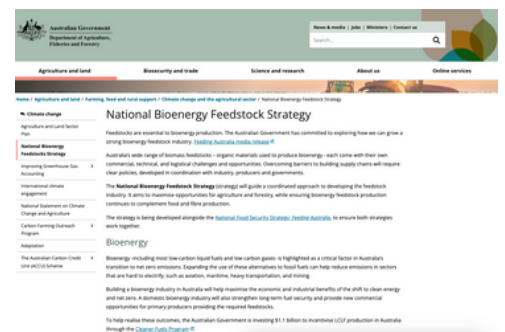 Australian Government
Department of Agriculture,
Fisheries and Forestry
News & media | Jobs | Ministers | Contact us
Search...
Agriculture and land
Biosecurity and trade
Science and research
About us
Online services
Home / Agriculture and land / Farming, food and rural support / Climate change and the agricultural sector / National Bioenergy Feedstock Strategy
Climate change
Agriculture and Land Sector
Plan
National Bioenergy
Feedstocks Strategy
Improving Greenhouse Gas
Accounting
International climate
engagement
National Statement on Climate
Change and Agriculture
Carbon Farming Outreach
Program
Adaptation
The Australian Carbon Credit
Unit (ACCU) Scheme
National Bioenergy Feedstock Strategy
Feedstocks are essential to bioenergy production. The Australian Government has committed to exploring how we can grow a
strong bioenergy feedstock industry. Feeding Australia media release
Australia's wide range of biomass feedstocks – organic materials used to produce bioenergy - each come with their own
commercial, technical, and logistical challenges and opportunities. Overcoming barriers to building supply chains will require
clear policies, developed in coordination with industry, producers and governments.
The National Bioenergy Feedstock Strategy (strategy) will guide a coordinated approach to developing the feedstock
industry. It aims to maximise opportunities for agriculture and forestry, while ensuring bioenergy feedstock production
continues to complement food and fibre production.
The strategy is being developed alongside the National Food Security Strategy: Feeding Australia, to ensure both strategies
work together.
Bioenergy
Bioenergy -including most low-carbon liquid fuels and low carbon gases- is highlighted as a critical factor in Australia's
transition to net zero emissions. Expanding the use of these alternatives to fossil fuels can help reduce emissions in sectors
that are hard to electrify, such as aviation, maritime, heavy transportation, and mining.
Building a bioenergy industry in Australia will help maximise the economic and industrial benefits of the shift to clean energy
and net zero. A domestic bioenergy industry will also strengthen long-term fuel security and provide new commercial
opportunities for primary producers providing the required feedstocks.
To help realise these outcomes, the Australian Government is investing $1.1 billion to incentivise LCLF production in Australia
through the Cleaner Fuels Program